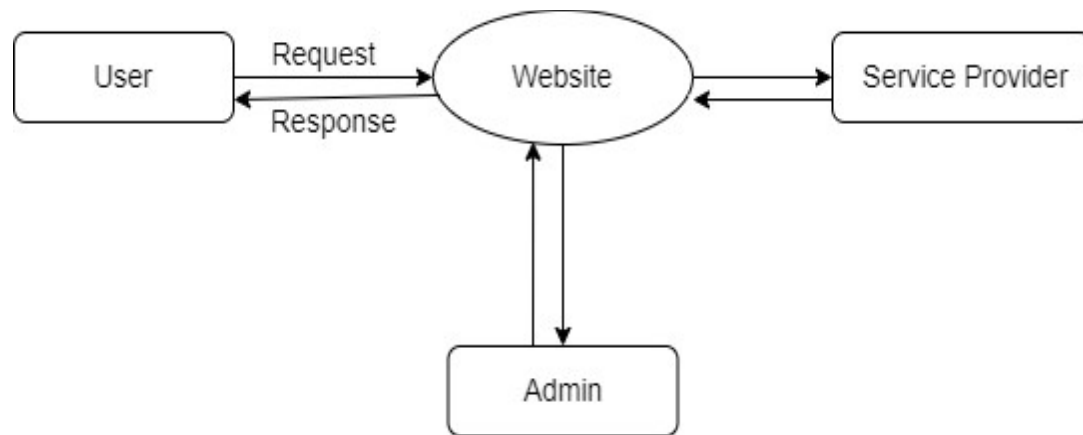 Request
User
Website
Service Provider
Response
Admin